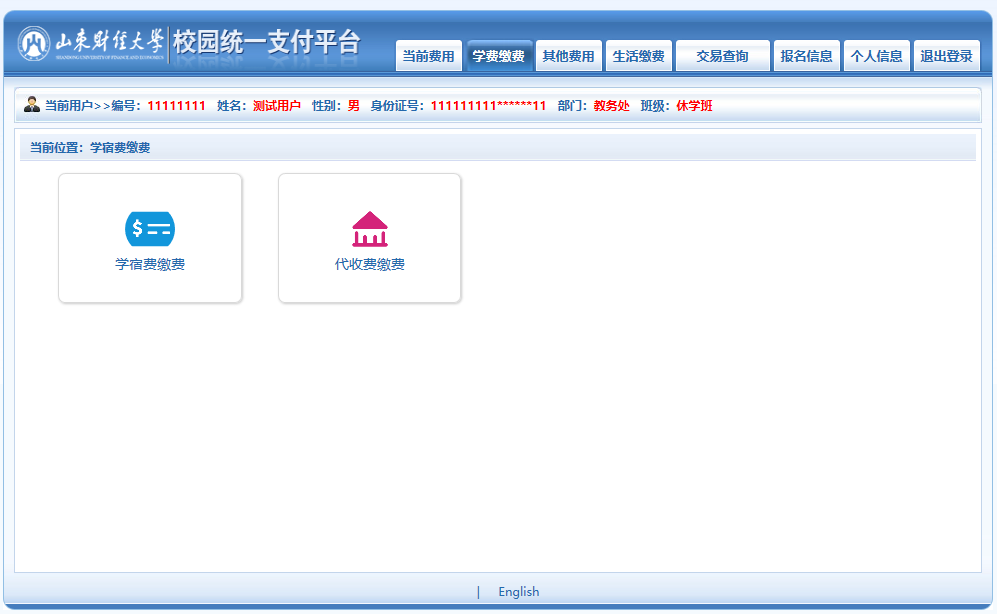 山东财经大学 校园统一支付平台
SHANDONG UNIVERSITY OF FINANCE AND ECONOMICS
当前费用 学费缴费 其他费用 生活缴费 交易查询 报名信息 个人信息 退出登录
当前用户>>编号：11111111 姓名：测试用户 性别：男 身份证号：111111111******11 部门：教务处 班级：休学班
当前位置：学宿费缴费
学宿费缴费 代收费缴费
| English